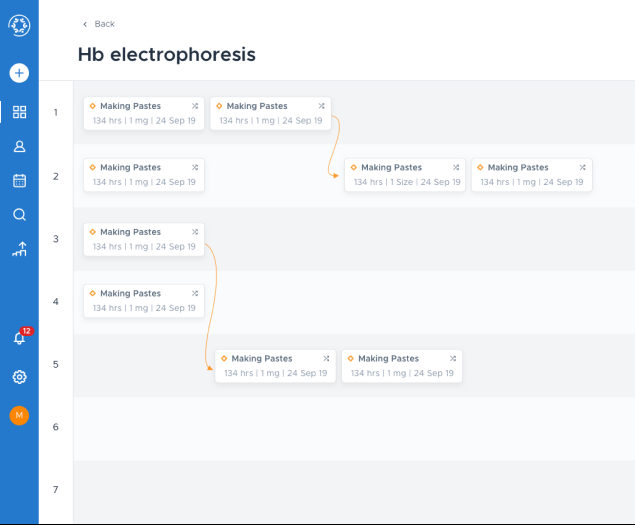 Back
Hb electrophoresis
1
Making Pastes
134 hrs | 1 mg | 24 Sep 19
Making Pastes
134 hrs | 1 mg | 24 Sep 19
2
Making Pastes
134 hrs | 1 mg | 24 Sep 19
Making Pastes
134 hrs | 1 Size | 24 Sep 19
Making Pastes
134 hrs | 1 mg | 24 Sep 19
3
Making Pastes
134 hrs | 1 mg | 24 Sep 19
4
Making Pastes
134 hrs | 1 mg | 24 Sep 19
12
5
Making Pastes
134 hrs | 1 mg | 24 Sep 19
Making Pastes
134 hrs | 1 mg | 24 Sep 19
M
6
7